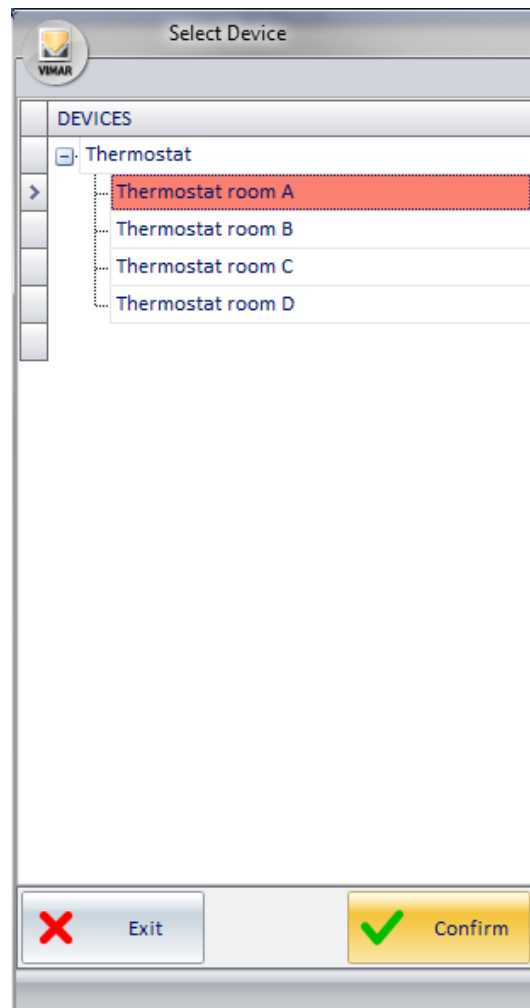 Select Device
VIMAR
DEVICES
Thermostat
Thermostat room A
Thermostat room B
Thermostat room C
Thermostat room D
Exit
Confirm